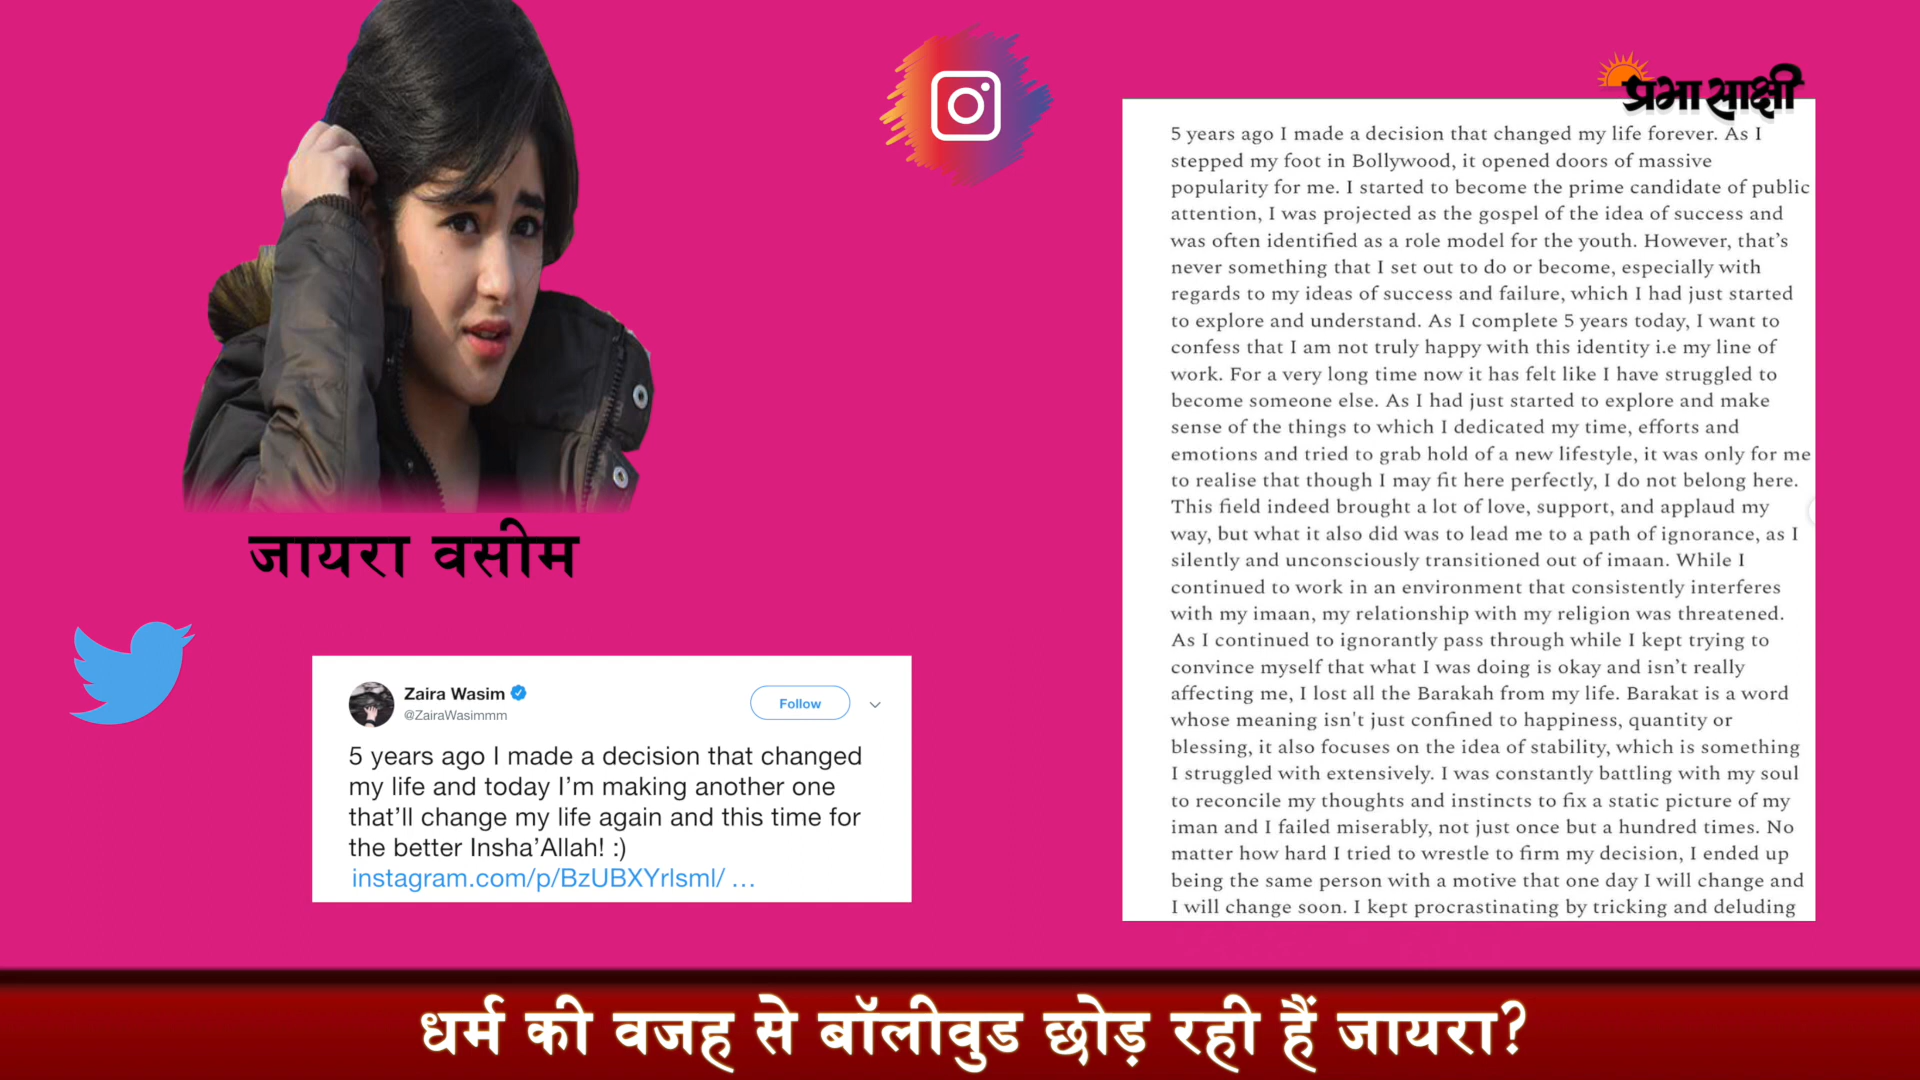 प्रभा साक्षी
5 years ago I made a decision that changed my life forever. As I
stepped my foot in Bollywood, it opened doors of massive
popularity for me. I started to become the prime candidate of public
attention, I was projected as the gospel of the idea of success and
was often identified as a role model for the youth. However, that’s
never something that I set out to do or become, especially with
regards to my ideas of success and failure, which I had just started
to explore and understand. As I complete 5 years today, I want to
confess that I am not truly happy with this identity i.e my line of
work. For a very long time now it has felt like I have struggled to
become someone else. As I had just started to explore and make
sense of the things to which I dedicated my time, efforts and
emotions and tried to grab hold of a new lifestyle, it was only for me
to realise that though I may fit here perfectly, I do not belong here.
This field indeed brought a lot of love, support, and applaud my
way, but what it also did was to lead me to a path of ignorance, as I
silently and unconsciously transitioned out of imaan. While I
continued to work in an environment that consistently interferes
with my imaan, my relationship with my religion was threatened.
As I continued to ignorantly pass through while I kept trying to
convince myself that what I was doing is okay and isn’t really
affecting me, I lost all the Barakah from my life. Barakat is a word
whose meaning isn't just confined to happiness, quantity or
blessing, it also focuses on the idea of stability, which is something
I struggled with extensively. I was constantly battling with my soul
to reconcile my thoughts and instincts to fix a static picture of my
iman and I failed miserably, not just once but a hundred times. No
matter how hard I tried to wrestle to firm my decision, I ended up
being the same person with a motive that one day I will change and
I will change soon. I kept procrastinating by tricking and deluding
जायरा वसीम
Zaira Wasim
@ZairaWasimmm
Follow
5 years ago I made a decision that changed
my life and today I’m making another one
that’ll change my life again and this time for
the better Insha’Allah! :)
instagram.com/p/BzUBXYrlsml/ …
धर्म की वजह से बॉलीवुड छोड़ रही हैं जायरा?